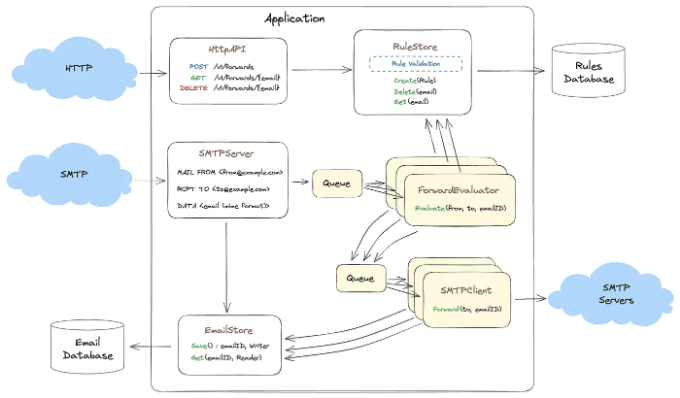 Application
HTTP
HttpAPI
POST /v1/forwards
GET /v1/forwards/{email}
DELETE /v1/forwards/{email}
RuleStore
Rule Validation
Create(Rule)
Delete(email)
Get(email)
Rules
Database
SMTP
SMTPServer
MAIL FROM <from@example.com>
RCPT TO <to@example.com>
DATA <email (mime format)>
Queue
ForwardEvaluator
Evaluate(from, to, emailID)
Queue
SMTPClient
Forward(to, emailID)
SMTP
Servers
EmailStore
Save() : emailID, Writer
Get(emailID, Reader)
Email
Database